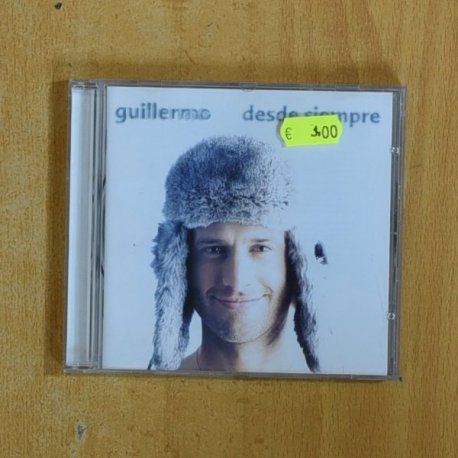 guillermo desde siempre
€ 3,00